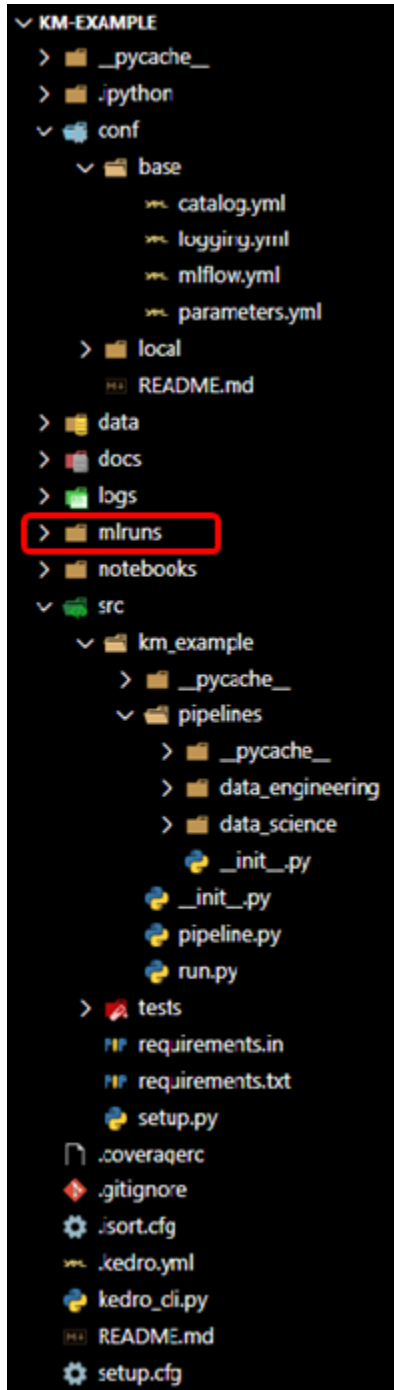 KM-EXAMPLE
__pycache__
.ipython
conf
base
catalog.yml
logging.yml
mlflow.yml
parameters.yml
local
README.md
data
docs
logs
mlruns
notebooks
src
km_example
__pycache__
pipelines
__pycache__
data_engineering
data_science
__init__.py
__init__.py
pipeline.py
run.py
tests
requirements.in
requirements.txt
setup.py
.coveragerc
.gitignore
.isort.cfg
.kedro.yml
kedro_cli.py
README.md
setup.cfg